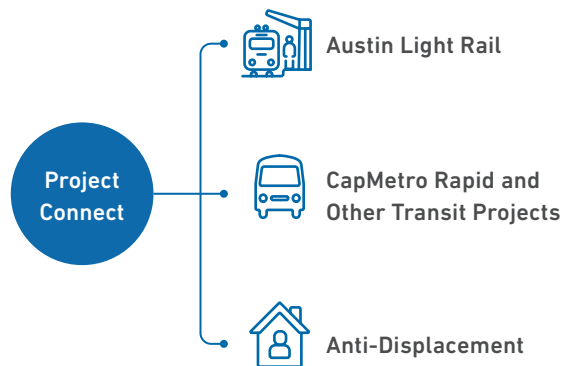 Austin Light Rail
Project
Connect
CapMetro Rapid and
Other Transit Projects
Anti-Displacement